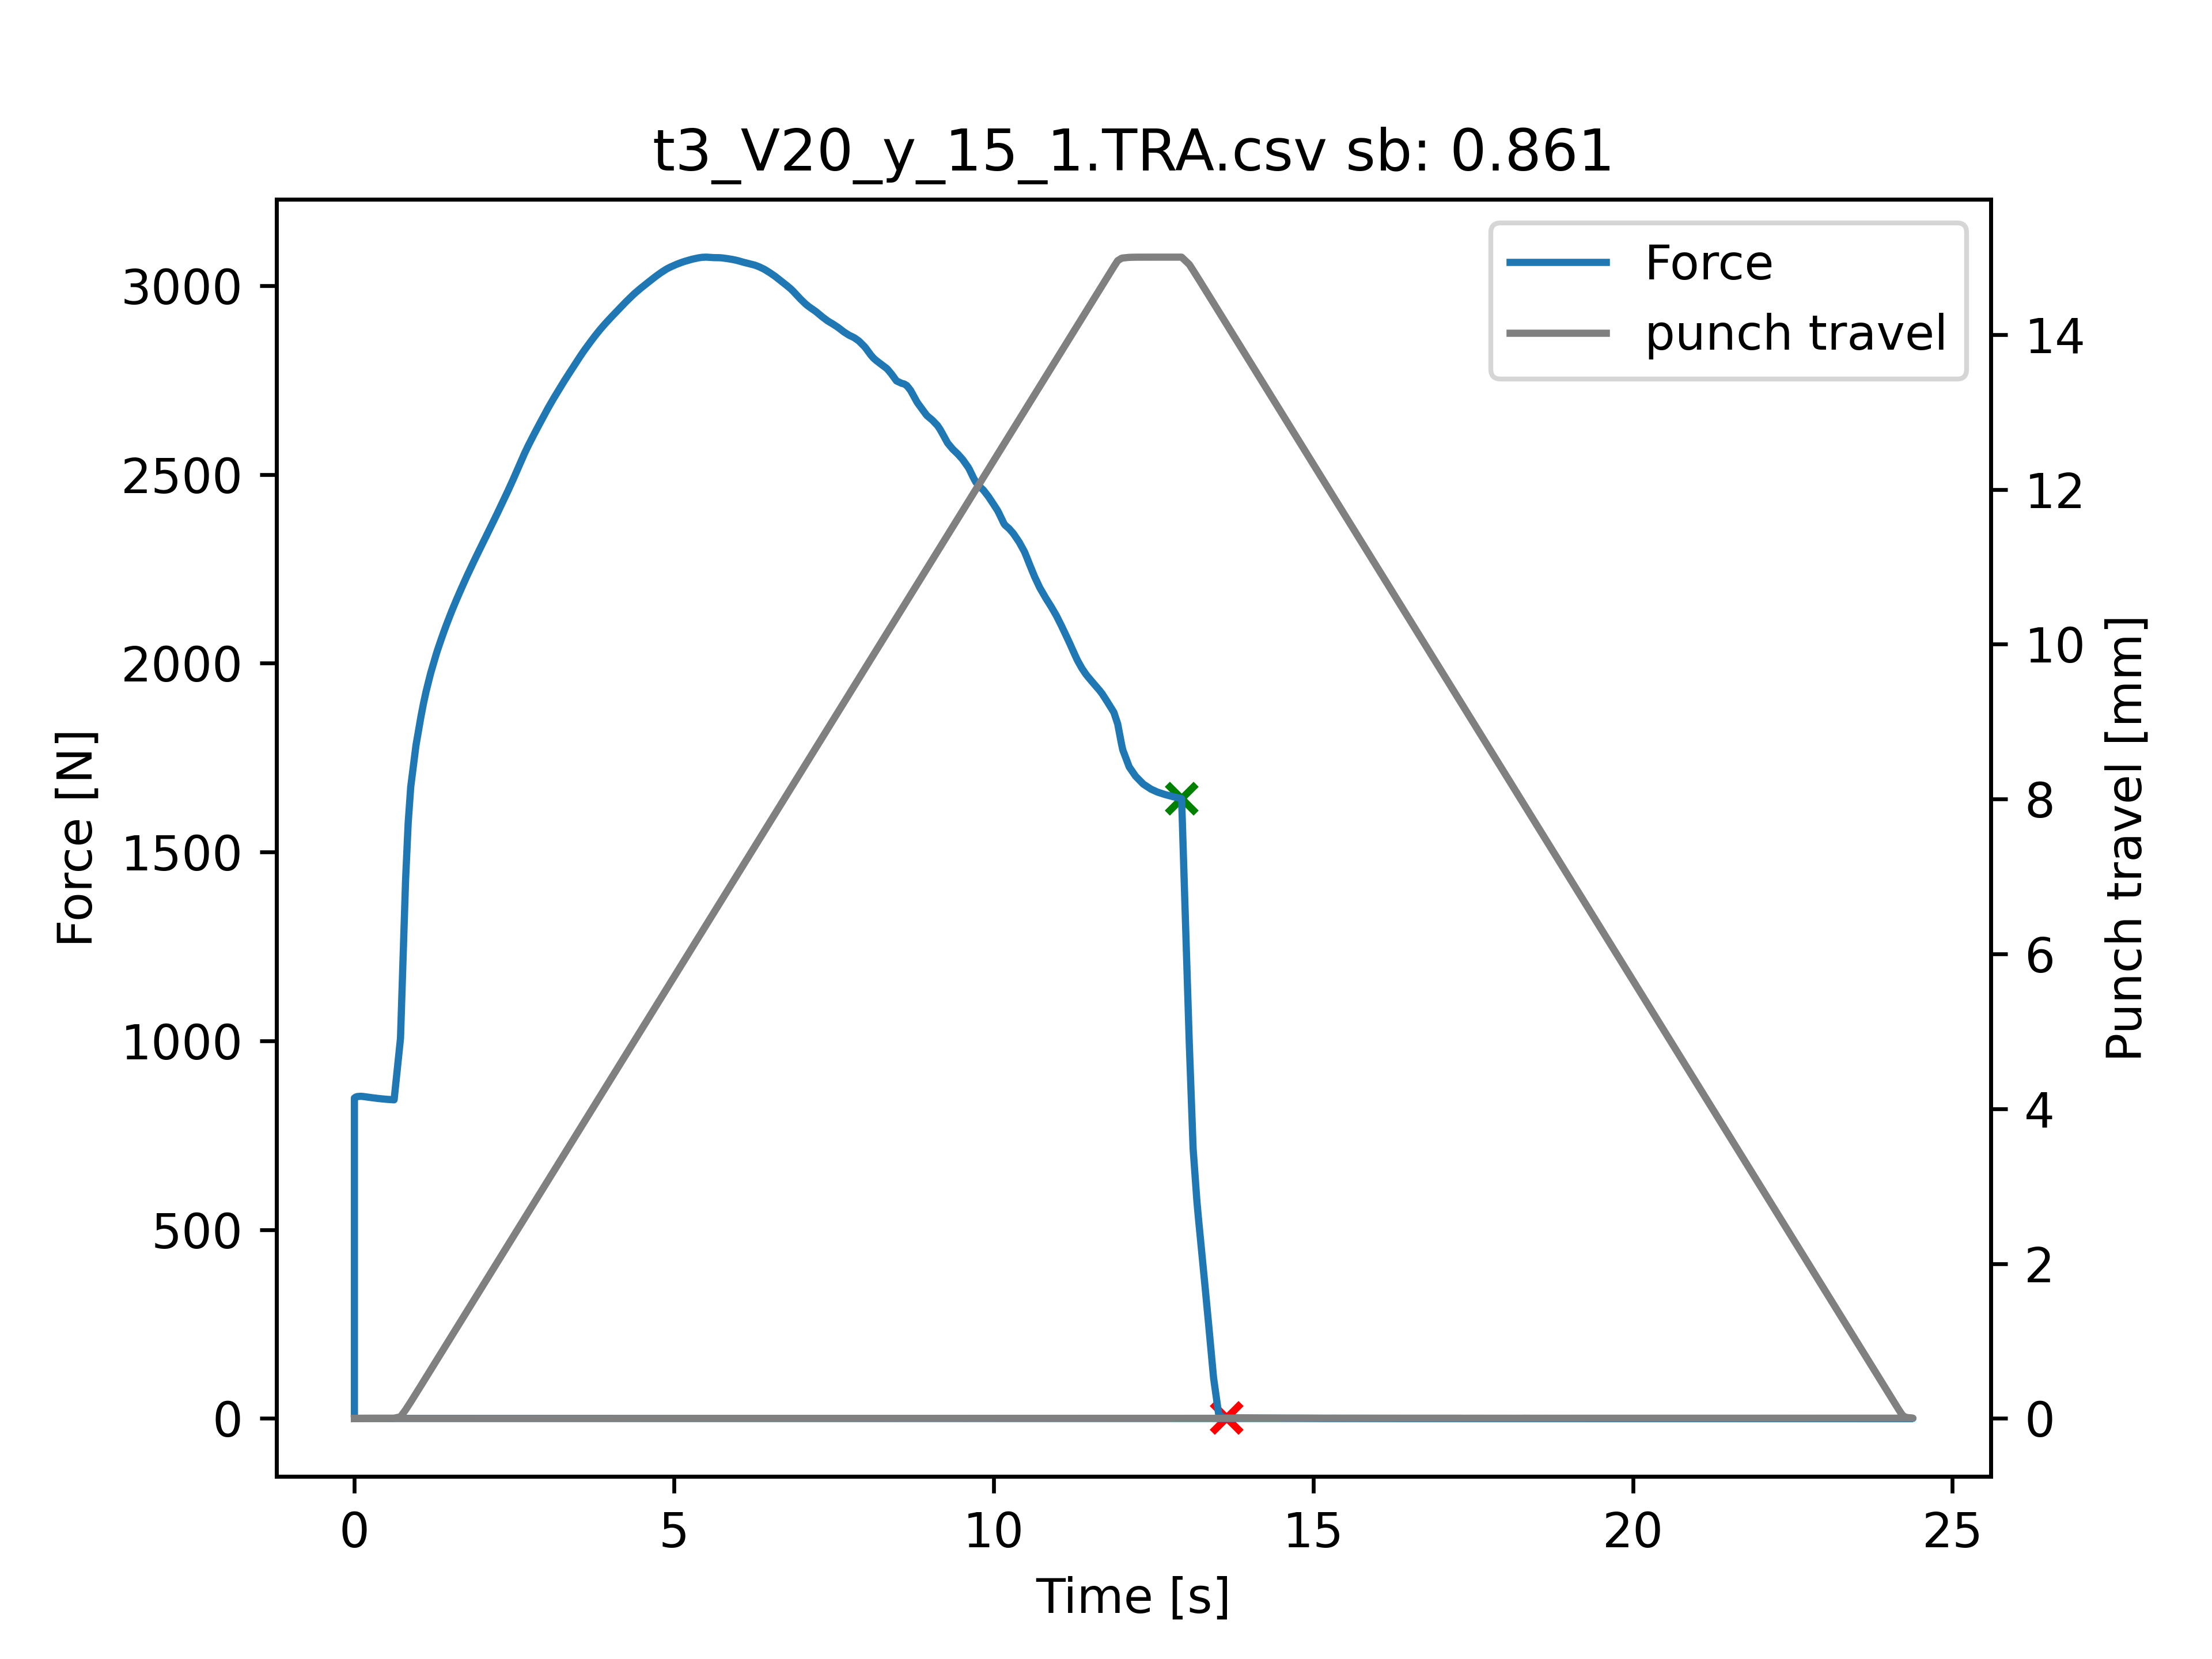 t3_V20_y_15_1.TRA.csv sb: 0.861
Force
punch travel
Force [N]
3000
2500
2000
1500
1000
500
0
14
12
10
8
6
4
2
0
Punch travel [mm]
0 5 10 15 20 25
Time [s]